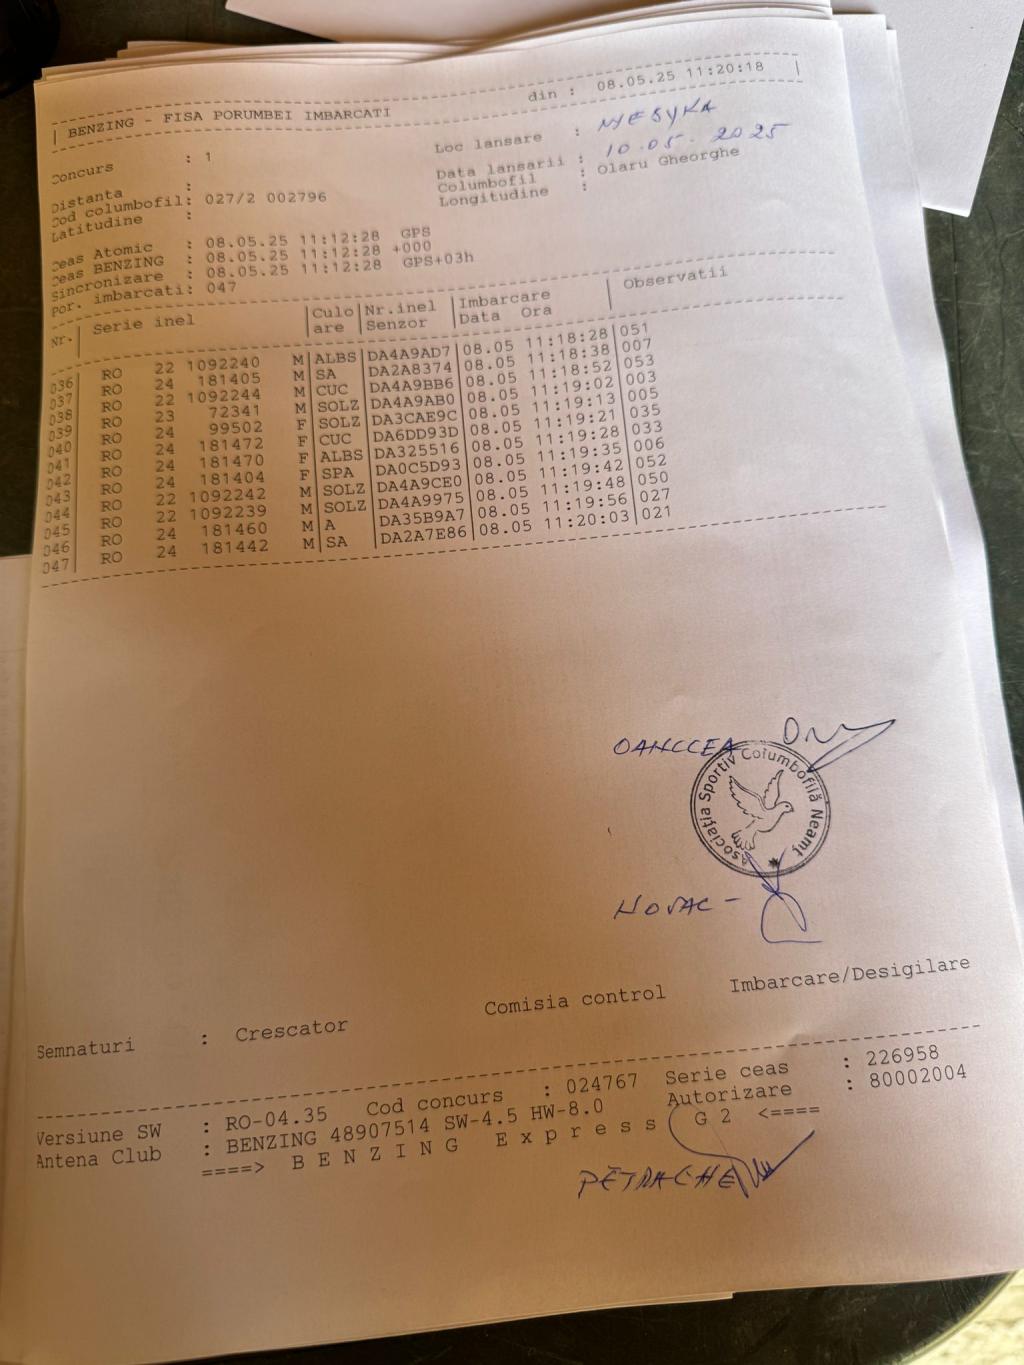 BENZING - FISA PORUMBEI IMBARCATI din : 08.05.25 11:20:18
Concurs : 1 Loc lansare :
Data lansarii : 10.05.2025
Distanta :
Cod columbofil: 027/2 002796 Columbofil : Olaru Gheorghe
Latitudine : Longitudine :
Ceas Atomic : 08.05.25 11:12:28 GPS
Ceas BENZING : 08.05.25 11:12:28 +000
Sincronizare : 08.05.25 11:12:28 GPS+03h
Por. imbarcati: 047
Nr. | Serie inel | Culo are | Nr.inel Senzor | Imbarcare Data Ora | Observatii
036 RO 22 1092240 M ALBS DA4A9AD7 08.05 11:18:28 051
037 RO 24 181405 M SA DA2A8374 08.05 11:18:38 007
038 RO 22 1092244 M CUC DA4A9BB6 08.05 11:18:52 053
039 RO 23 72341 M SOLZ DA4A9AB0 08.05 11:19:02 003
040 RO 24 99502 F SOLZ DA3CAE9C 08.05 11:19:13 005
041 RO 24 181472 F CUC DA6DD93D 08.05 11:19:21 035
042 RO 24 181470 F ALBS DA325516 08.05 11:19:28 033
043 RO 24 181404 F SPA DA0C5D93 08.05 11:19:35 006
044 RO 22 1092242 M SOLZ DA4A9CE0 08.05 11:19:42 052
045 RO 22 1092239 M SOLZ DA4A9975 08.05 11:19:48 050
046 RO 24 181460 M A DA35B9A7 08.05 11:19:56 027
047 RO 24 181442 M SA DA2A7E86 08.05 11:20:03 021
Asociația Sportiv Columbofilă Neamț
NOVAC -
Semnaturi : Crescator Comisia control Imbarcare/Desigilare
Versiune SW : RO-04.35 Cod concurs : 024767 Serie ceas : 226958
Antena Club : BENZING 48907514 SW-4.5 HW-8.0 Autorizare : 80002004
====> B E N Z I N G E x p r e s s G 2 <====
PETRACHE